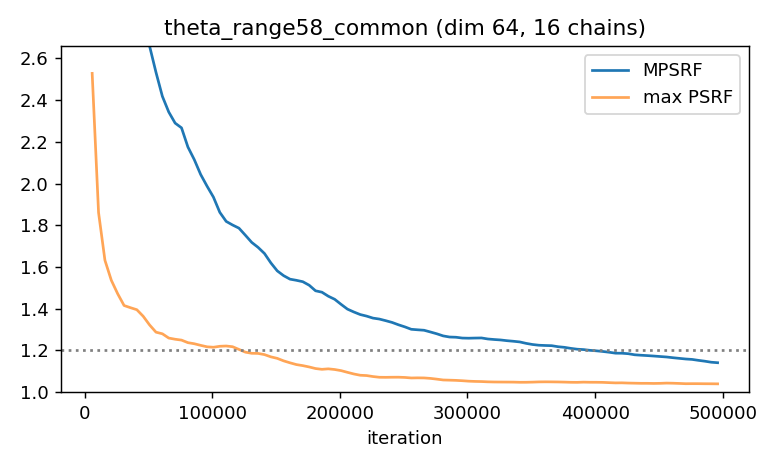 theta_range58_common (dim 64, 16 chains)
MPSRF
max PSRF
2.6
2.4
2.2
2.0
1.8
1.6
1.4
1.2
1.0
0 100000 200000 300000 400000 500000
iteration